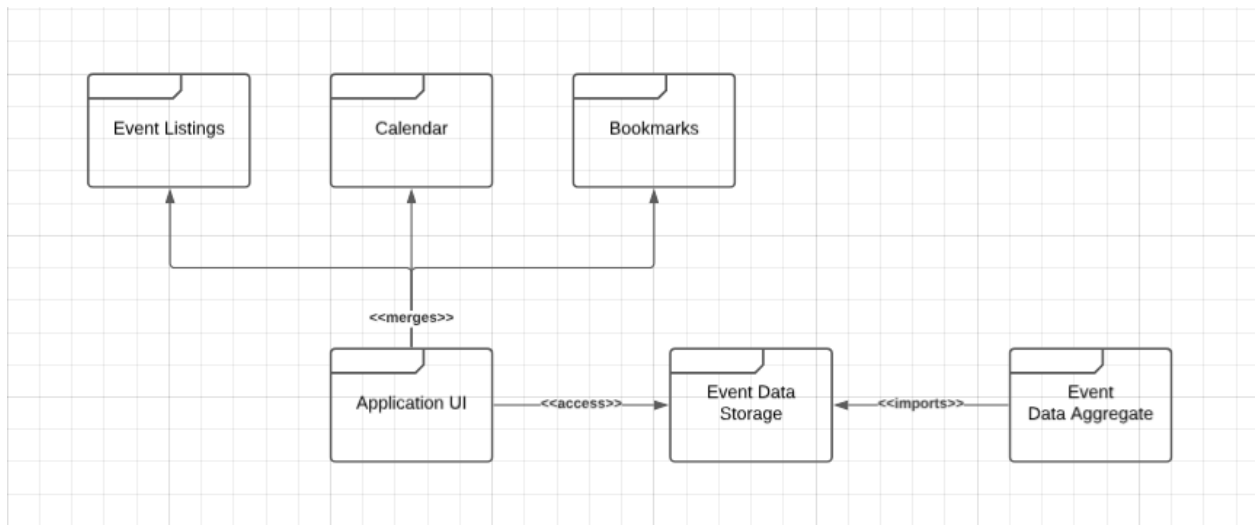 Event Listings
Calendar
Bookmarks
<<merges>>
Application UI
<<access>>
Event Data
Storage
<<imports>>
Event
Data Aggregate